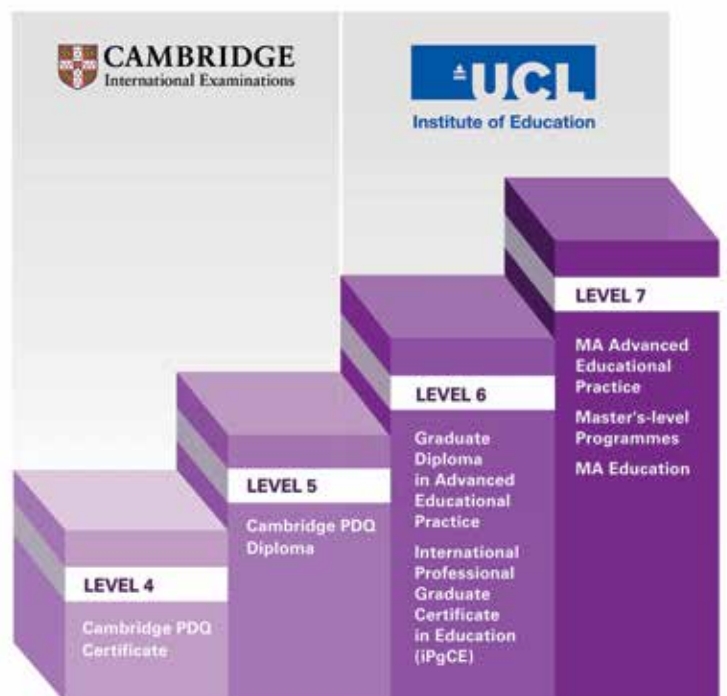 CAMBRIDGE
International Examinations
UCL
Institute of Education
LEVEL 4
Cambridge PDQ
Certificate
LEVEL 5
Cambridge PDQ
Diploma
LEVEL 6
Graduate
Diploma
in Advanced
Educational
Practice
International
Professional
Graduate
Certificate
in Education
(iPgCE)
LEVEL 7
MA Advanced
Educational
Practice
Master's-level
Programmes
MA Education